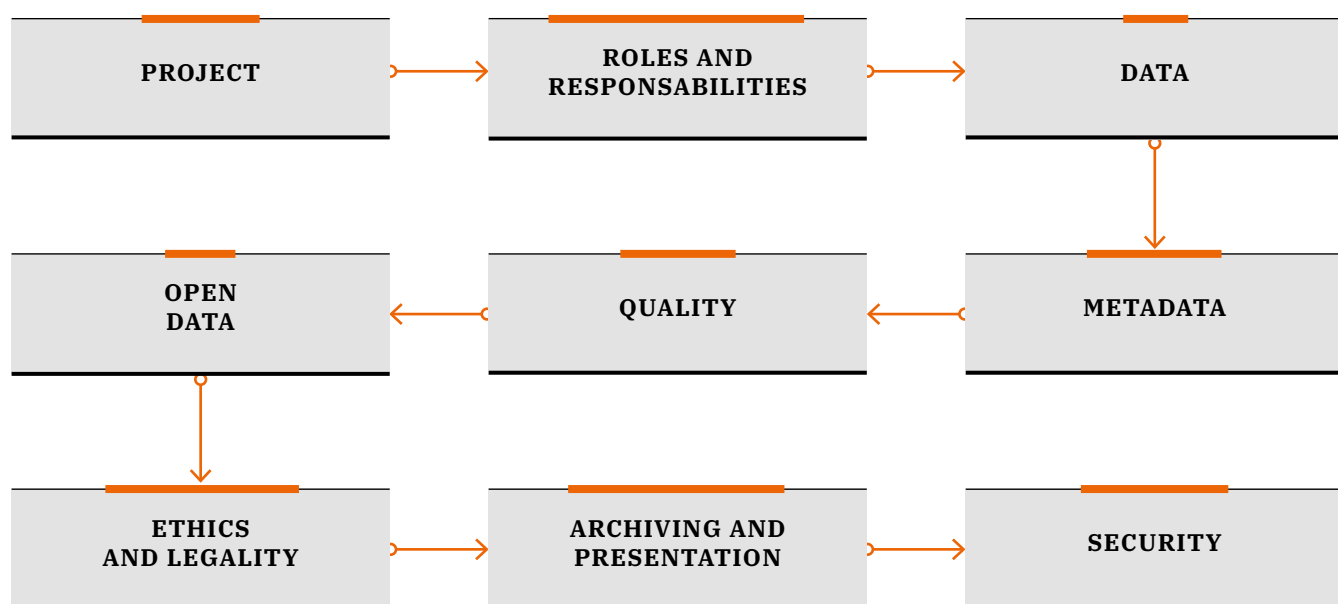 PROJECT
ROLES AND
RESPONSABILITIES
DATA
OPEN
DATA
QUALITY
METADATA
ETHICS
AND LEGALITY
ARCHIVING AND
PRESENTATION
SECURITY